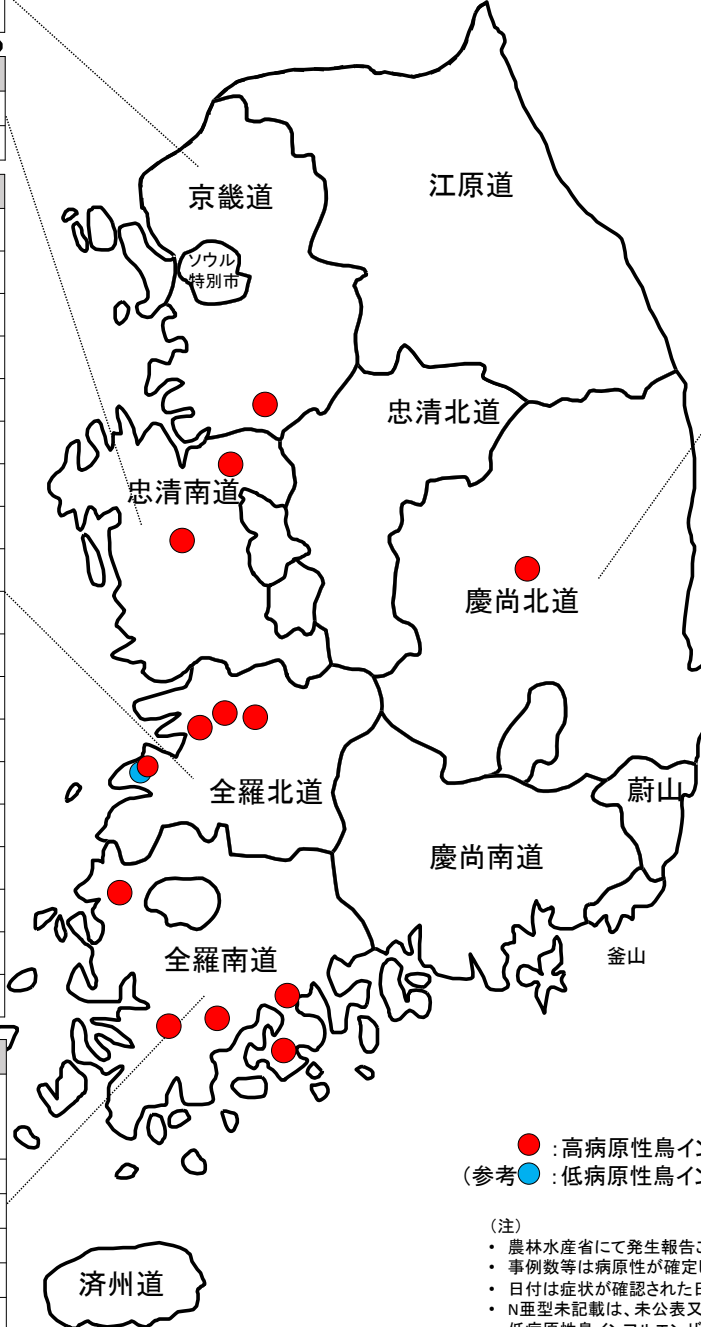 京畿道
江原道
ソウル
特別市
忠清北道
忠清南道
慶尚北道
全羅北道
蔚山
慶尚南道
全羅南道
釜山
:高病原性鳥イン
(参考 :低病原性鳥イン
済州道
(注)
• 農林水産省にて発生報告
• 事例数等は病原性が確定
• 日付は症状が確認された日
• N亜型未記載は、未公表又